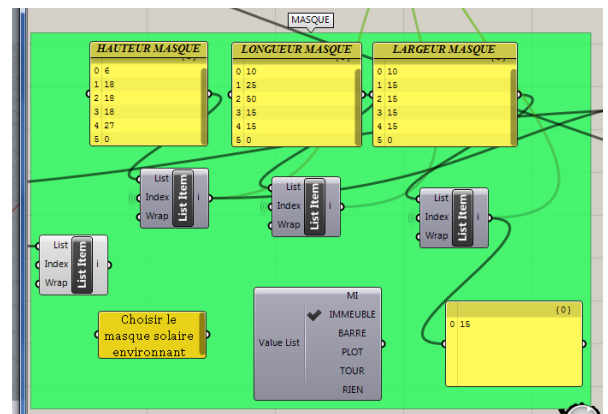 MASQUE
HAUTEUR MASQUE
{0}
0 6
1 18
2 18
3 18
4 27
5 0
LONGUEUR MASQUE
{0}
0 10
1 25
2 50
3 15
4 15
5 0
LARGEUR MASQUE
{0}
0 10
1 15
2 15
3 15
4 15
5 0
List
Index
Wrap
List Item
i
List
Index
Wrap
List Item
i
List
Index
Wrap
List Item
i
List
Index
Wrap
List Item
i
Choisir le
masque solaire
environnant
Value List
MI
IMMEUBLE
BARRE
PLOT
TOUR
RIEN
{0}
0 15